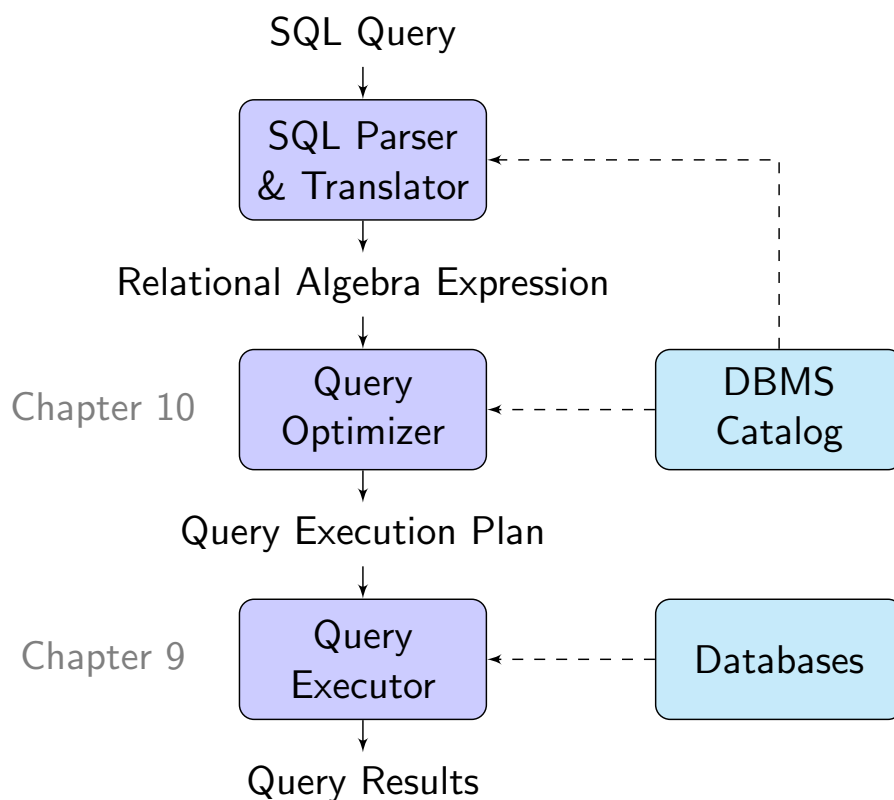 SQL Query
SQL Parser
& Translator
Relational Algebra Expression
Chapter 10
Query
Optimizer
DBMS
Catalog
Query Execution Plan
Chapter 9
Query
Executor
Databases
Query Results